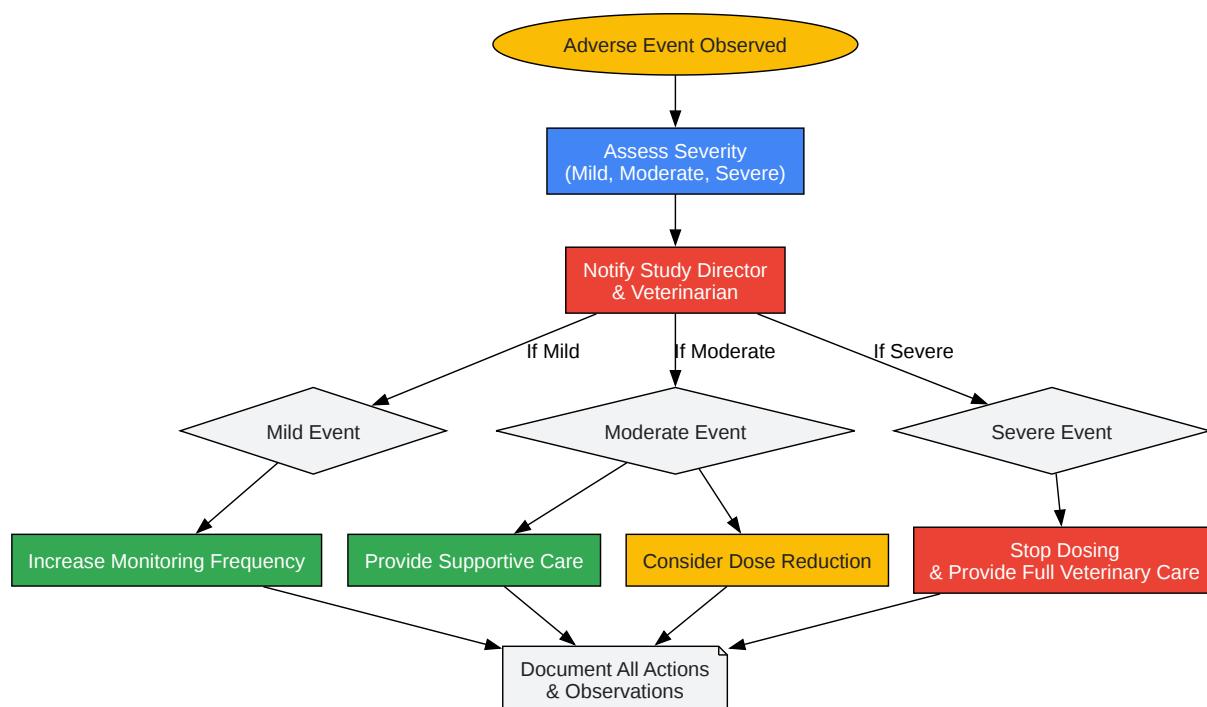 Adverse Event Observed
Assess Severity
(Mild, Moderate, Severe)
Notify Study Director
& Veterinarian
If Mild
If Moderate
If Severe
Mild Event
Moderate Event
Severe Event
Increase Monitoring Frequency
Provide Supportive Care
Consider Dose Reduction
Stop Dosing
& Provide Full Veterinary Care
Document All Actions
& Observations